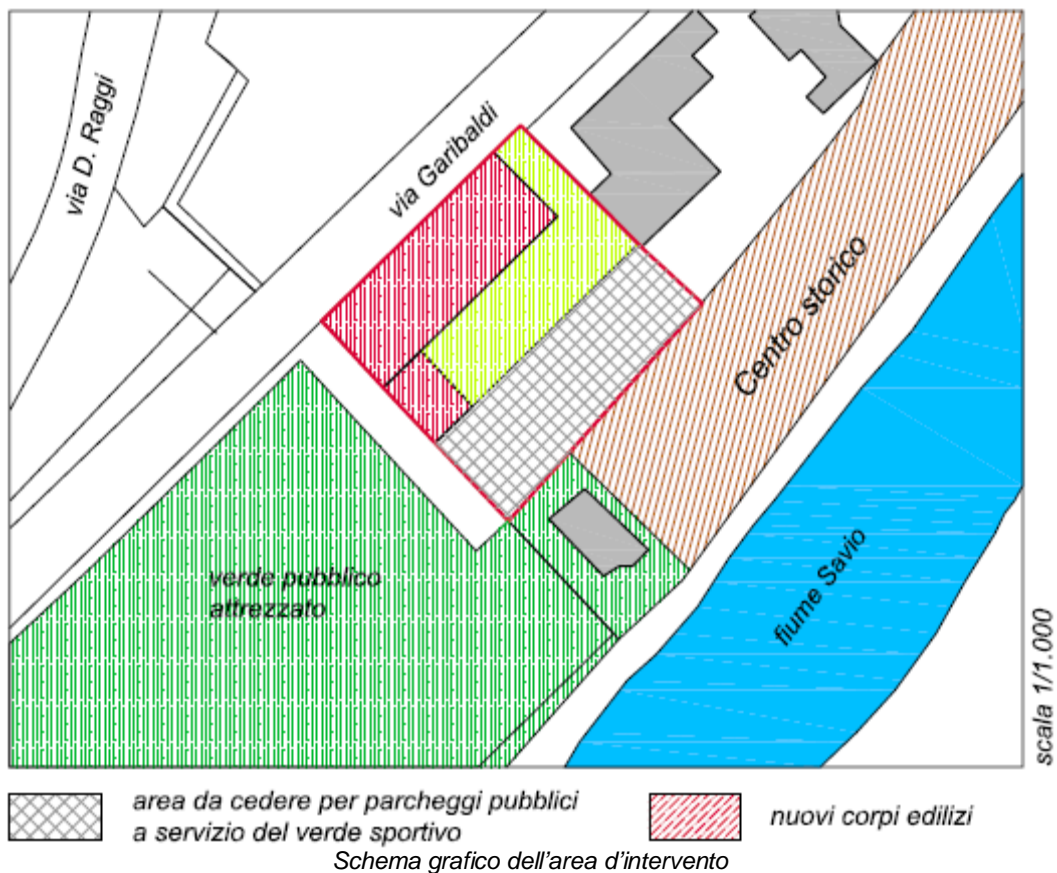 via D. Raggi
via Garibaldi
Centro storico
fiume Savio
verde pubblico
attrezzato
scala 1/1.000
area da cedere per parcheggi pubblici
a servizio del verde sportivo
nuovi corpi edilizi
Schema grafico dell'area d'intervento